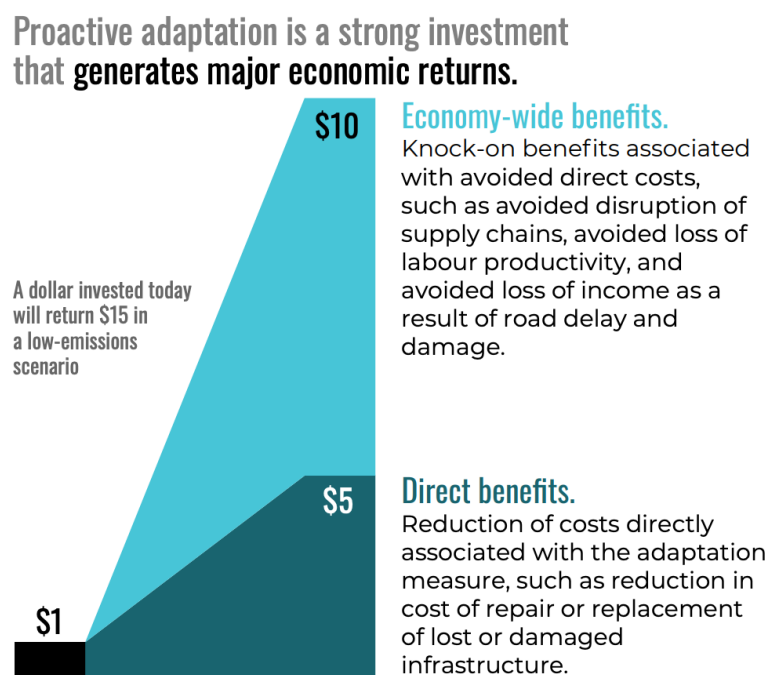 Proactive adaptation is a strong investment
that generates major economic returns.
$10
Economy-wide benefits.
Knock-on benefits associated
with avoided direct costs,
such as avoided disruption of
supply chains, avoided loss of
labour productivity, and
avoided loss of income as a
result of road delay and
damage.
A dollar invested today
will return $15 in
a low-emissions
scenario
$5
Direct benefits.
Reduction of costs directly
associated with the adaptation
measure, such as reduction in
cost of repair or replacement
of lost or damaged
infrastructure.
$1